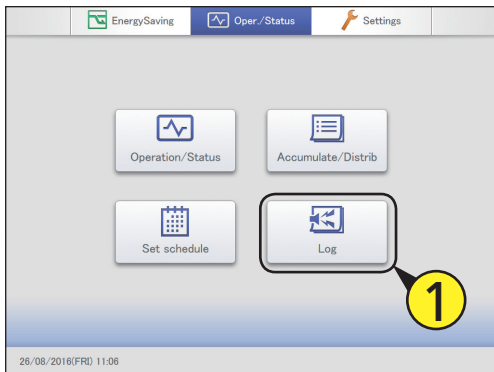 EnergySaving Oper./Status Settings
Operation/Status Accumulate/Distrib
Set schedule Log
1
26/08/2016(FRI) 11:06